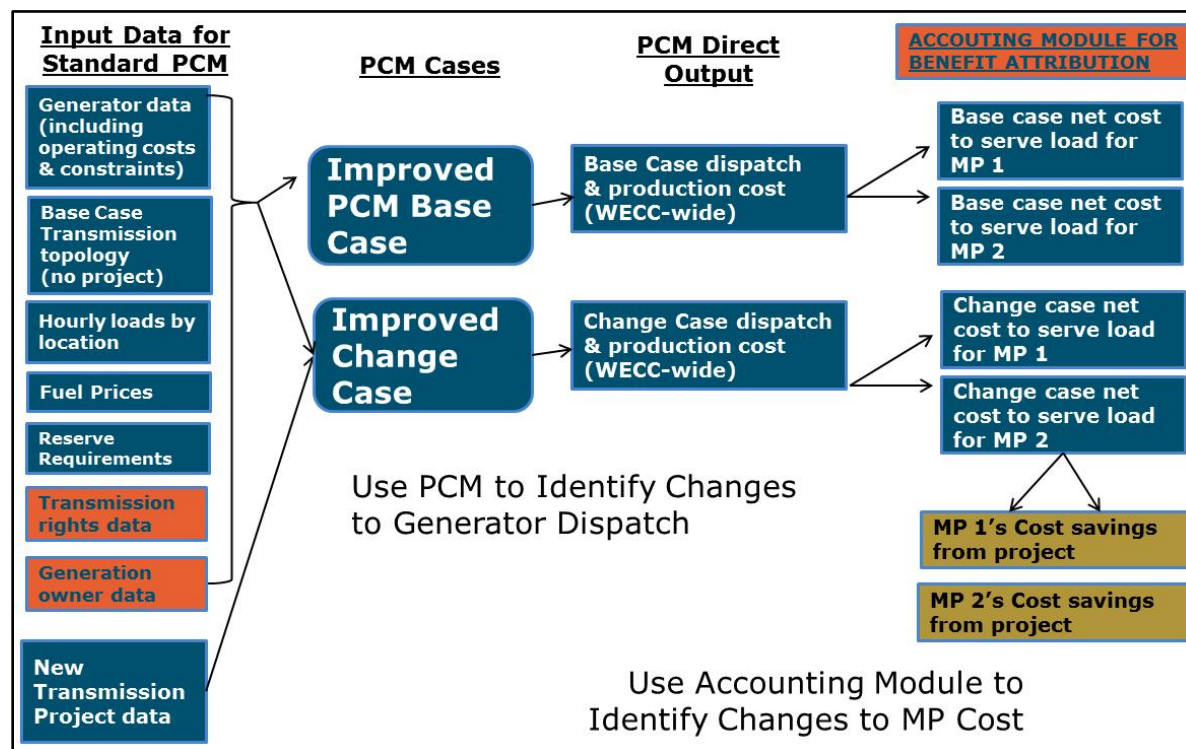 Input Data for
Standard PCM
Generator data
(including
operating costs
& constraints)
Base Case
Transmission
topology
(no project)
Hourly loads by
location
Fuel Prices
Reserve
Requirements
Transmission
rights data
Generation
owner data
New
Transmission
Project data
PCM Cases
Improved
PCM Base
Case
Improved
Change
Case
PCM Direct
Output
Base Case dispatch
& production cost
(WECC-wide)
Change Case dispatch
& production cost
(WECC-wide)
ACCOUTING MODULE FOR
BENEFIT ATTRIBUTION
Base case net cost
to serve load for
MP 1
Base case net cost
to serve load for
MP 2
Change case net
cost to serve load
for MP 1
Change case net
cost to serve load
for MP 2
MP 1's Cost savings
from project
MP 2's Cost savings
from project
Use PCM to Identify Changes
to Generator Dispatch
Use Accounting Module to
Identify Changes to MP Cost